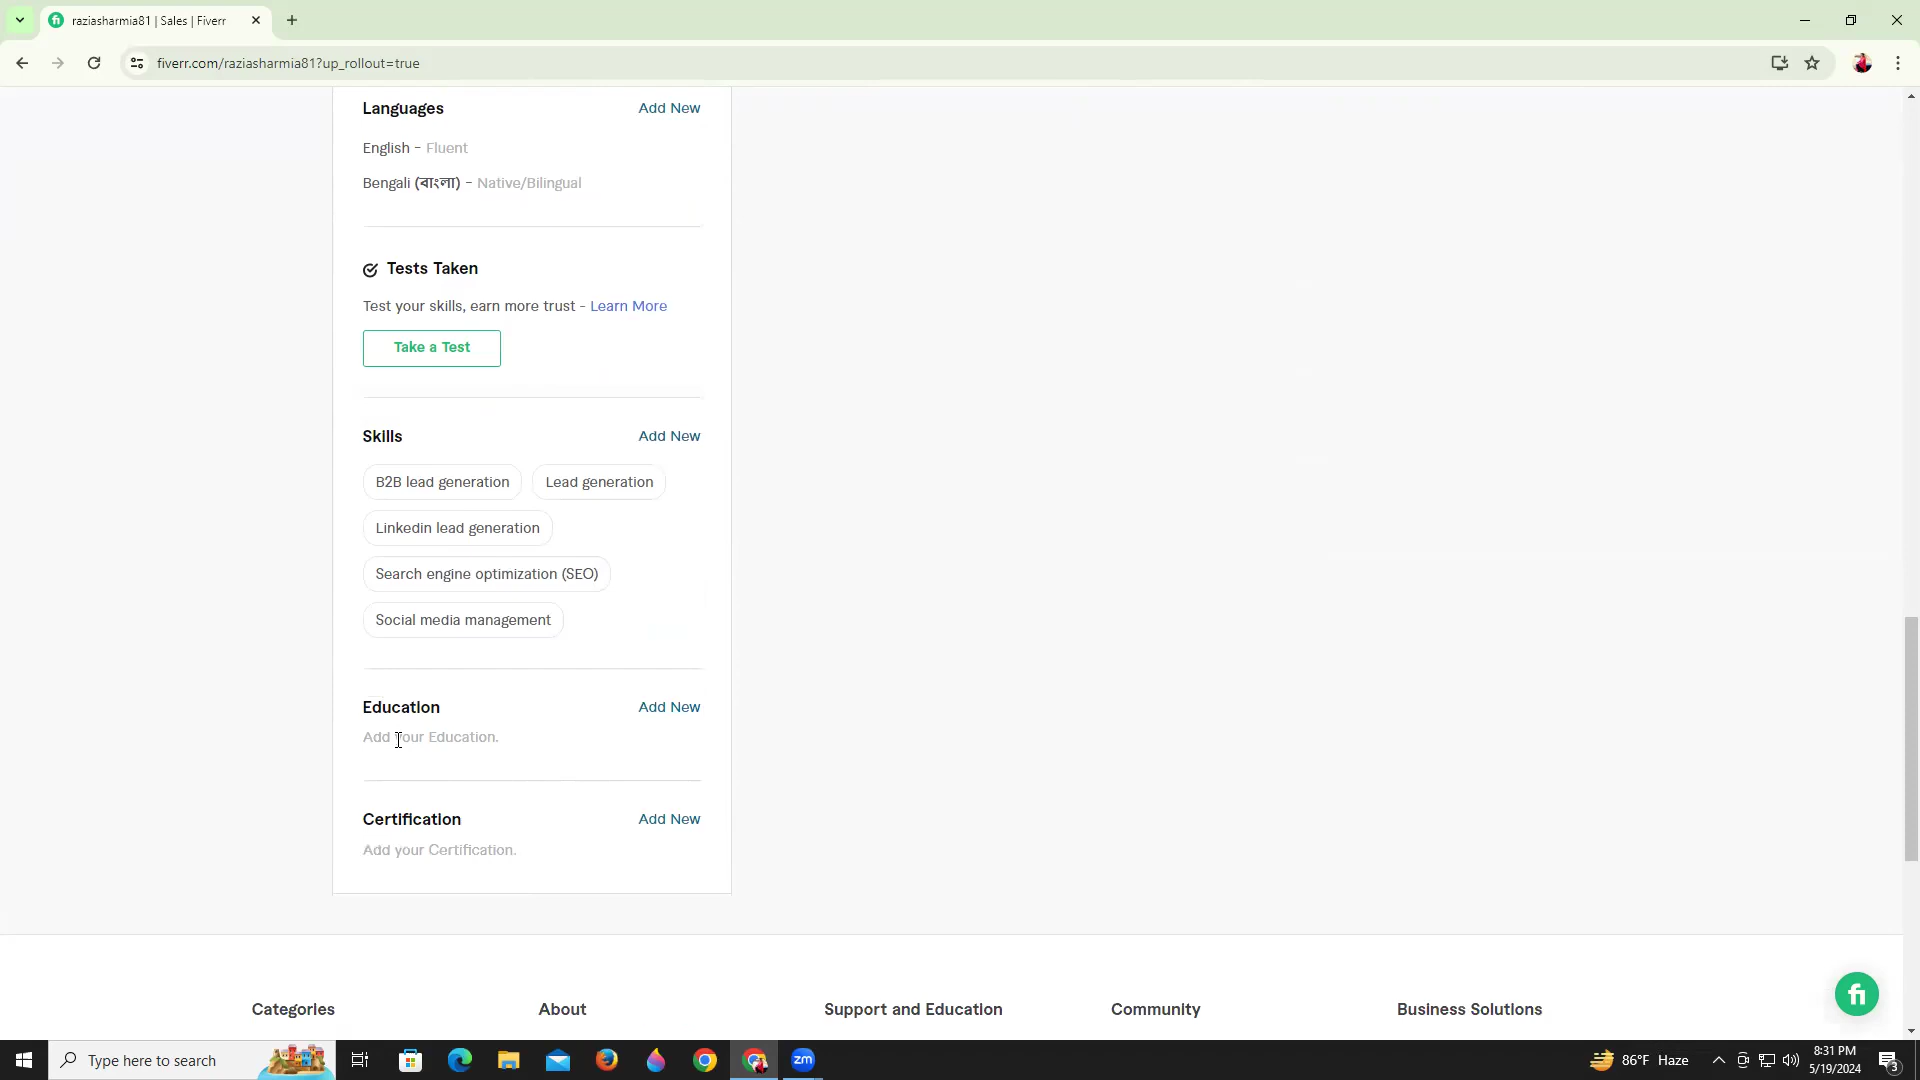 raziasharmia81 | Sales | Fiverr
fiverr.com/raziasharmia81?up_rollout=true
Languages Add New
English - Fluent
Bengali (বাংলা) - Native/Bilingual
Tests Taken
Test your skills, earn more trust - Learn More
Take a Test
Skills Add New
B2B lead generation Lead generation
Linkedin lead generation
Search engine optimization (SEO)
Social media management
Education Add New
Add your Education.
Certification Add New
Add your Certification.
Categories About Support and Education Community Business Solutions
fi
Type here to search
zm
86°F Haze
8:31 PM
5/19/2024
3